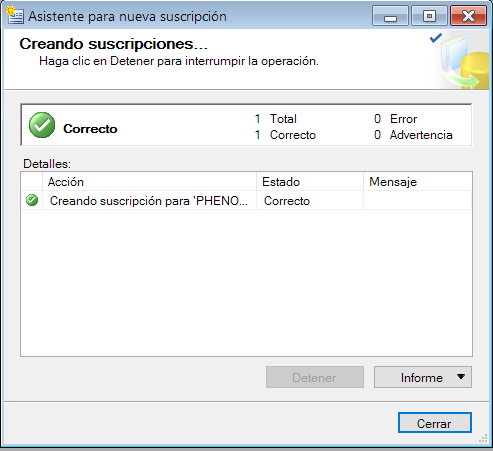 Asistente para nueva suscripción
Creando suscripciones...
Haga clic en Detener para interrumpir la operación.
Correcto
1 Total 0 Error
1 Correcto 0 Advertencia
Detalles:
Acción Estado Mensaje
Creando suscripción para 'PHENO... Correcto
Detener Informe
Cerrar